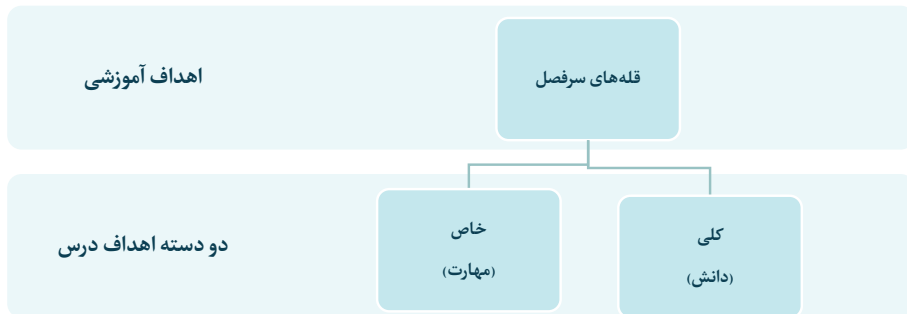 قله‌های سرفصل
اهداف آموزشی
کلی
(دانش)
خاص
(مهارت)
دو دسته اهداف درس